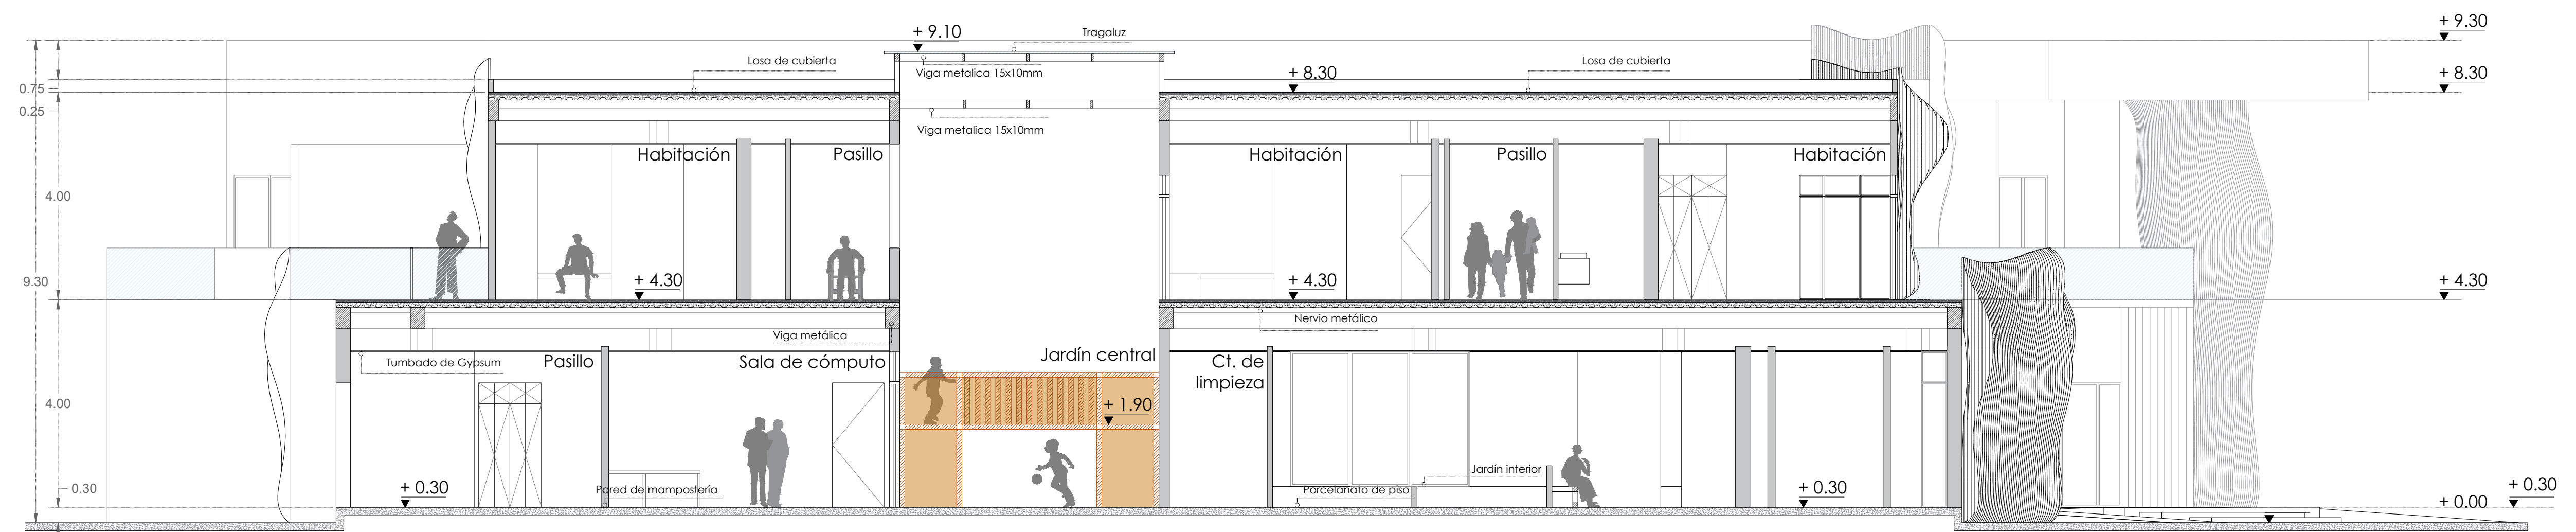 + 9.30
+ 9.10
Tragaluz
Losa de cubierta
Losa de cubierta
Viga metalica 15x10mm
+ 8.30
+ 8.30
0.75
0.25
Viga metalica 15x10mm
Habitación
Pasillo
Habitación
Pasillo
Habitación
4.00
9.30
+ 4.30
+ 4.30
+ 4.30
Nervio metálico
Viga metálica
Tumbado de Gypsum
Pasillo
Sala de cómputo
Jardín central
Ct. de
limpieza
4.00
+ 1.90
Jardín interior
0.30
+ 0.30
Pared de mampostería
Porcelanato de piso
+ 0.30
+ 0.00
+ 0.30